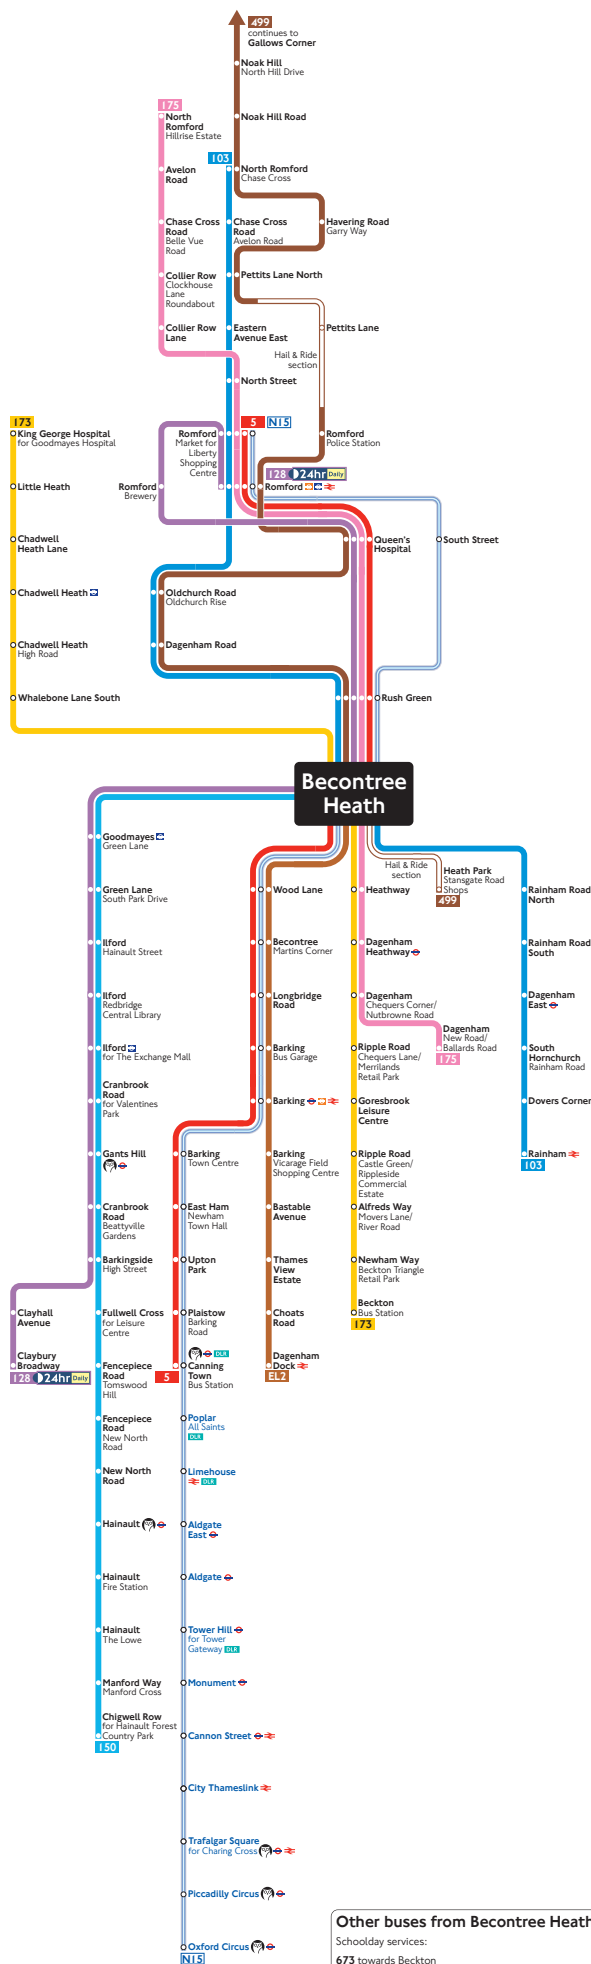 499
continues to
Gallows Corner
Noak Hill
North Hill Drive
175
North
Romford
Hillrise Estate
Noak Hill Road
103
Avelon
Road
North Romford
Chase Cross
Chase Cross
Road
Belle Vue
Road
Chase Cross
Road
Avelon Road
Havering Road
Garry Way
Collier Row
Clockhouse
Lane
Roundabout
Pettits Lane North
Collier Row
Lane
Eastern
Avenue East
Pettits Lane
Hail & Ride
section
North Street
173
King George Hospital
for Goodmayes Hospital
5
N15
Romford
Market for
Liberty
Shopping
Centre
Romford
Police Station
128 24hr Daily
Little Heath
Romford
Brewery
Romford
Chadwell
Heath Lane
Queen's
Hospital
South Street
Chadwell Heath
Oldchurch Road
Oldchurch Rise
Chadwell Heath
High Road
Dagenham Road
Whalebone Lane South
Rush Green
Becontree
Heath
Goodmayes
Green Lane
Hail & Ride
section
Heath Park
Stansgate Road
Shops
499
Green Lane
South Park Drive
Wood Lane
Heathway
Rainham Road
North
Ilford
Hainault Street
Becontree
Martins Corner
Dagenham
Heathway
Rainham Road
South
Ilford
Redbridge
Central Library
Longbridge
Road
Dagenham
Chequers Corner/
Nutbrowne Road
Dagenham
East
Dagenham
New Road/
Ballards Road
175
Ilford
for The Exchange Mall
Barking
Bus Garage
Ripple Road
Chequers Lane/
Merrilands
Retail Park
South
Hornchurch
Rainham Road
Cranbrook
Road
for Valentines
Park
Barking
Goresbrook
Leisure
Centre
Dovers Corner
Gants Hill
Barking
Town Centre
Barking
Vicarage Field
Shopping Centre
Ripple Road
Castle Green/
Rippleside
Commercial
Estate
Rainham
103
Cranbrook
Road
Beattyville
Gardens
East Ham
Newham
Town Hall
Bastable
Avenue
Alfreds Way
Movers Lane/
River Road
Barkingside
High Street
Upton
Park
Thames
View
Estate
Newham Way
Beckton Triangle
Retail Park
Clayhall
Avenue
Fullwell Cross
for Leisure
Centre
Plaistow
Barking
Road
Choats
Road
Beckton
Bus Station
173
Claybury
Broadway
128 24hr Daily
Fencepiece
Road
Tomswood
Hill
5
DLR
Canning
Town
Bus Station
Dagenham
Dock
EL2
Fencepiece
Road
New North
Road
Poplar
All Saints
DLR
New North
Road
Limehouse
DLR
Hainault
Aldgate
East
Hainault
Fire Station
Aldgate
Hainault
The Lowe
Tower Hill
for Tower
Gateway DLR
Manford Way
Manford Cross
Monument
Chigwell Row
for Hainault Forest
Country Park
150
Cannon Street
City Thameslink
Trafalgar Square
for Charing Cross
Piccadilly Circus
Oxford Circus
N15
Other buses from Becontree Heath
Schoolday services:
673 towards Beckton